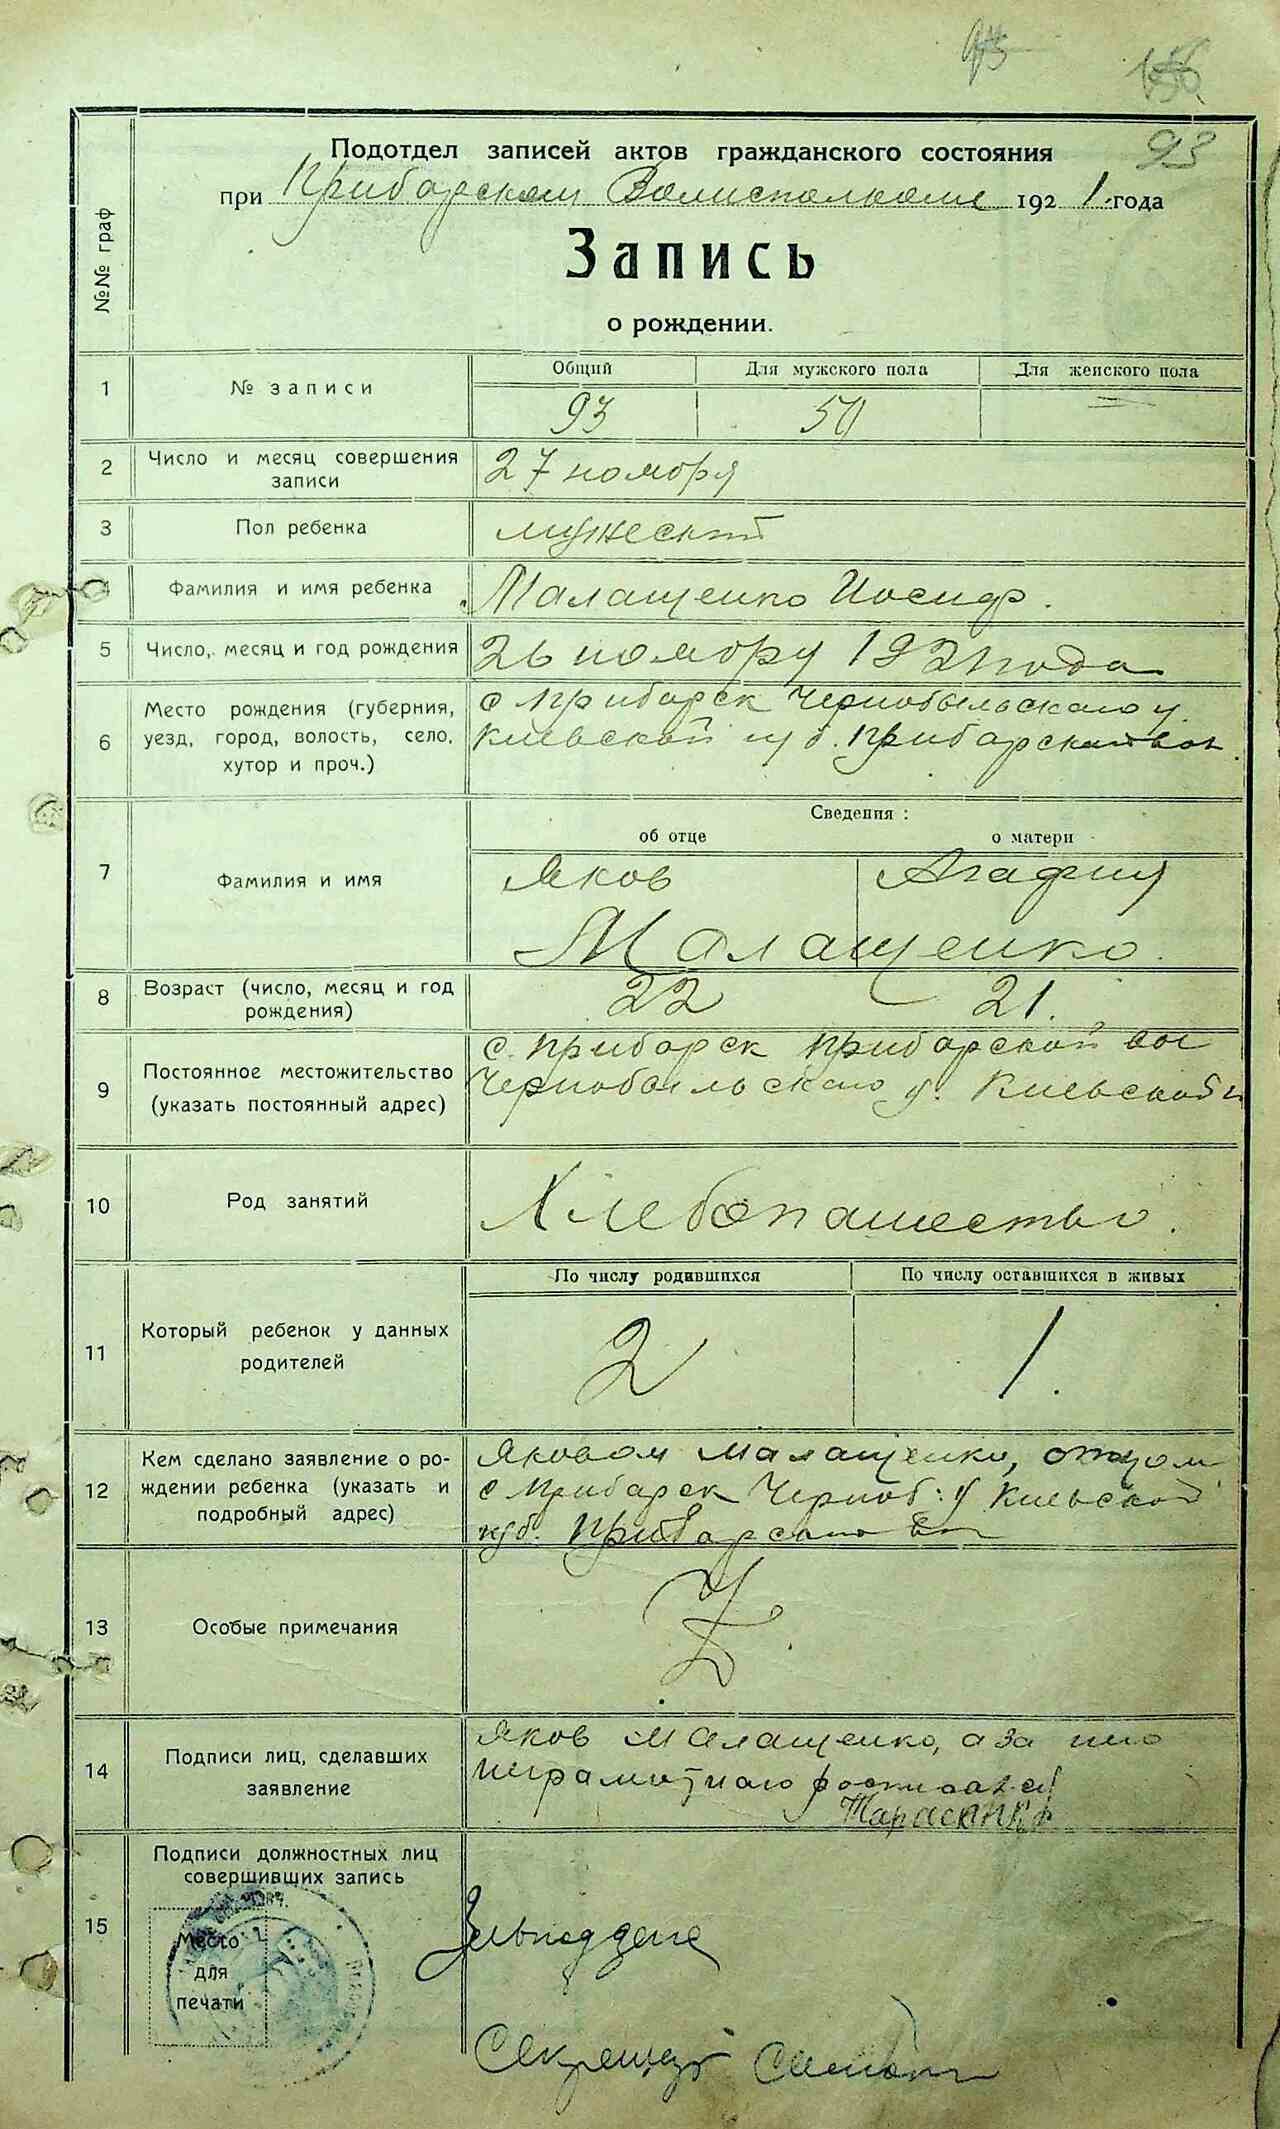 93
Подотдел записей актов гражданского состояния
при Прибарском Волисполкоме 1921 года
Запись
о рождении.
№№ граф
Общий Для мужского пола Для женского пола
1 № записи 93 50 —
2 Число и месяц совершения записи 27 ноября
3 Пол ребенка мужеский
4 Фамилия и имя ребенка Малащенко Иосиф.
5 Число, месяц и год рождения 26 ноябру 1921 года
Место рождения (губерния, с Прибарск Чернобыльскаго у.
6 уезд, город, волость, село, Киевской губ. Прибарской вол.
хутор и проч.)
Сведения:
об отце о матери
7 Фамилия и имя Яков Агафия
Малащенко.
8 Возраст (число, месяц и год рождения) 22 21.
с. Прибарск Прибарской вол
9 Постоянное местожительство Чернобыльскаго у. Киевской г
(указать постоянный адрес)
10 Род занятий Хлебопашество.
По числу родившихся По числу оставшихся в живых
11 Который ребенок у данных родителей 2 1.
Кем сделано заявление о ро- Яковом Малащенко, отцом
12 ждении ребенка (указать и с Прибарск Черноб: у Киевской
подробный адрес) губ. Прибарской вол
13 Особые примечания
14 Подписи лиц, сделавших Яков Малащенко, а за него
заявление неграмотного росписался
Подписи должностных лиц
совершивших запись
15 Место
для
печати
Завподдела
Секретарь